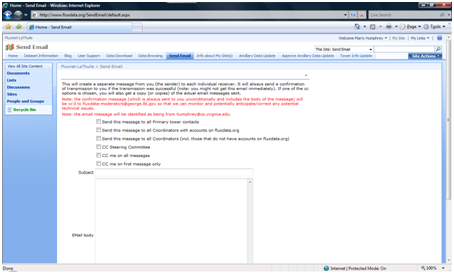 Home - Send Email - Windows Internet Explorer
http://www.fluxdata.org/SendEmail/default.aspx
Live Search
Home - Send Email
Page
Tools
Fluxnet-LaThuile
Welcome Marty Humphrey
My Site
My Links
Send Email
This Site: Send Email
Home
Dataset Information
Blog
User Support
Data Download
Data Browsing
Send Email
Info about My Site(s)
Ancillary Data Update
Approve Ancillary Data Update
Tower Info Update
Site Actions
View All Site Content
Documents
Lists
Discussions
Sites
People and Groups
Recycle Bin
Fluxnet-LaThuile > Send Email
This will create a separate message from you (the sender) to each individual receiver. It will always send a confirmation
of transmission to you if the transmission was successful (note: you might not get this email immediately). If one of the cc
options is chosen, you will also get a copy (or copies) of the actual email messages sent.
Note: the confirmation message (which is always sent to you unconditionally and includes the body of the message) will
be cc'd to fluxdata-moderators@george.lbl.gov so that we can monitor and potentially anticipate/correct any potential
technical issues.
Note: the email message will be identified as being from humphrey@cs.virginia.edu.
Send this message to all Primary tower contacts
Send this message to all Coordinators with accounts on fluxdata.org
Send this message to all Coordinators (incl. those that do not have accounts on fluxdata.org)
CC Steering Committee
CC me on all messages
CC me on first message only
Subject
EMail body
Done
Internet | Protected Mode: On
100%